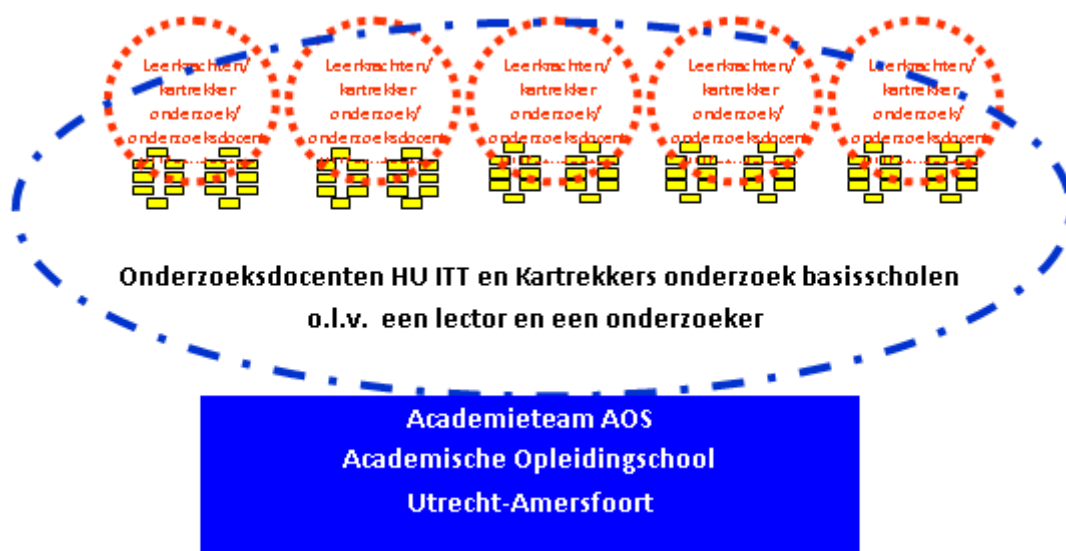 Leerkrachten/ Leerkrachten/ Leerkrachten/ Leerkrachten/ Leerkrachten/
kartrekker kartrekker kartrekker kartrekker kartrekker
onderzoek/ onderzoek/ onderzoek/ onderzoek/ onderzoek/
onderzoeksdocent onderzoeksdocent onderzoeksdocent onderzoeksdocent onderzoeksdocent
Onderzoeksdocenten HU ITT en Kartrekkers onderzoek basisscholen
o.l.v. een lector en een onderzoeker
Academieteam AOS
Academische Opleidingschool
Utrecht-Amersfoort